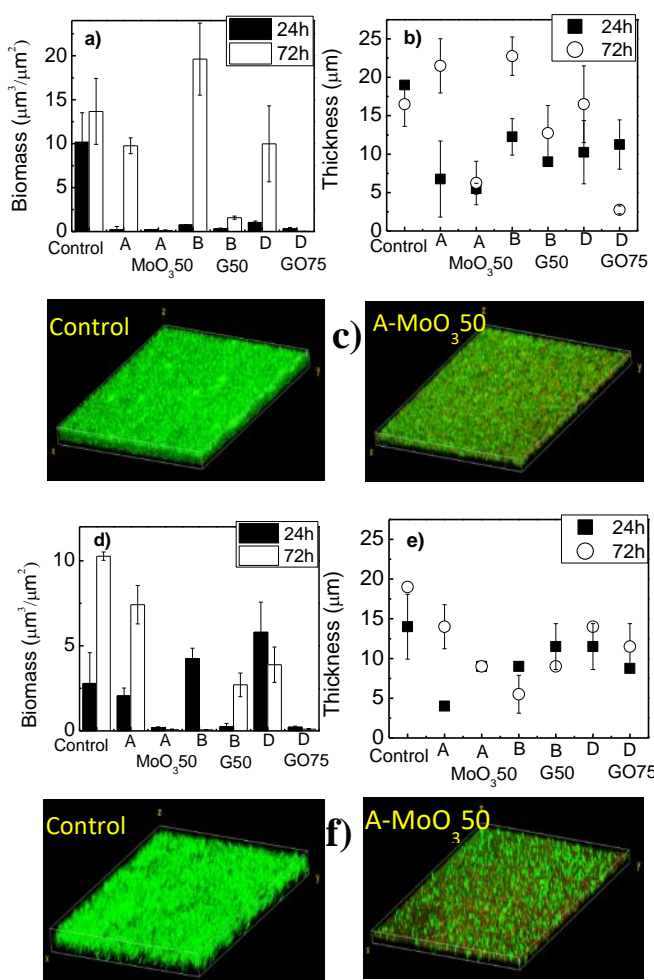 a)
24h
72h
Biomass (μm³/μm²)
20
15
10
5
0
Control A A B B D D
MoO₃50 G50 GO75
b)
24h
72h
Thickness (μm)
25
20
15
10
5
0
Control A A B B D D
MoO₃50 G50 GO75
Control
c)
A-MoO₃50
z
y
x
z
y
x
d)
24h
72h
Biomass (μm³/μm²)
10
5
0
Control A A B B D D
MoO₃50 G50 GO75
e)
24h
72h
Thickness (μm)
25
20
15
10
5
0
Control A A B B D D
MoO₃50 G50 GO75
Control
f)
A-MoO₃50
z
y
x
z
y
x